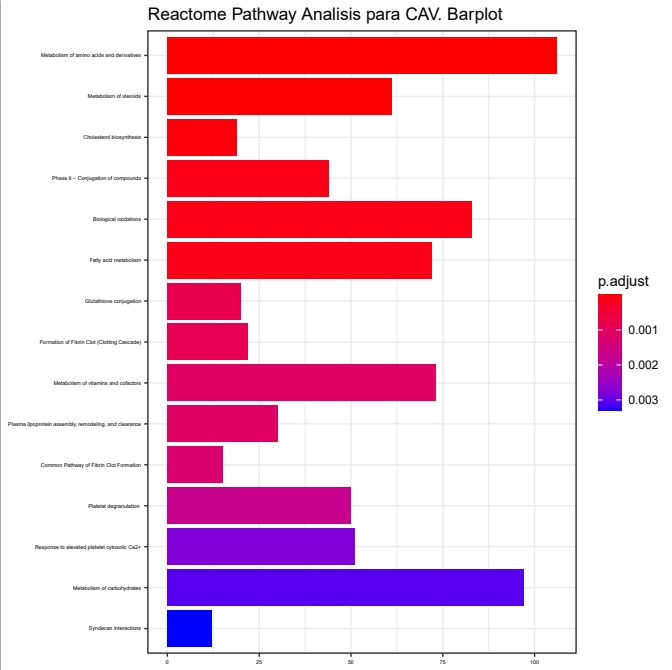 Reactome Pathway Analisis para CAV. Barplot
Metabolism of amino acids and derivatives
Metabolism of steroids
Cholesterol biosynthesis
Phase II − Conjugation of compounds
Biological oxidations
Fatty acid metabolism
Glutathione conjugation
Formation of Fibrin Clot (Clotting Cascade)
Metabolism of vitamins and cofactors
Plasma lipoprotein assembly, remodeling, and clearance
Common Pathway of Fibrin Clot Formation
Platelet degranulation
Response to elevated platelet cytosolic Ca2+
Metabolism of carbohydrates
Syndecan interactions
0 25 50 75 100
p.adjust
0.001
0.002
0.003